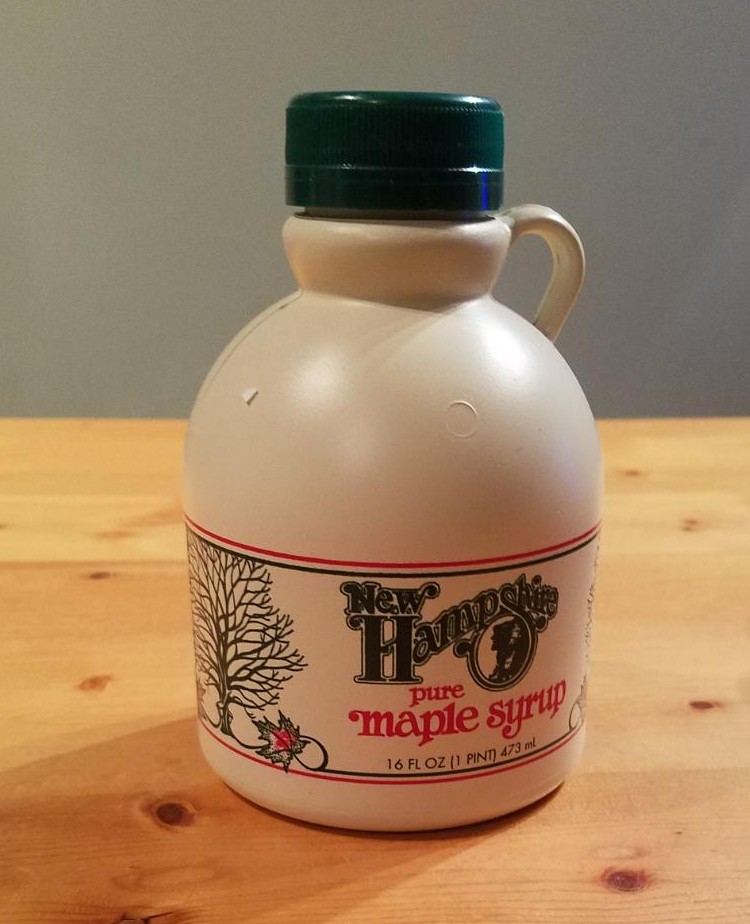 New
Hampshire
pure
maple syrup
16 FL OZ (1 PINT) 473 mL